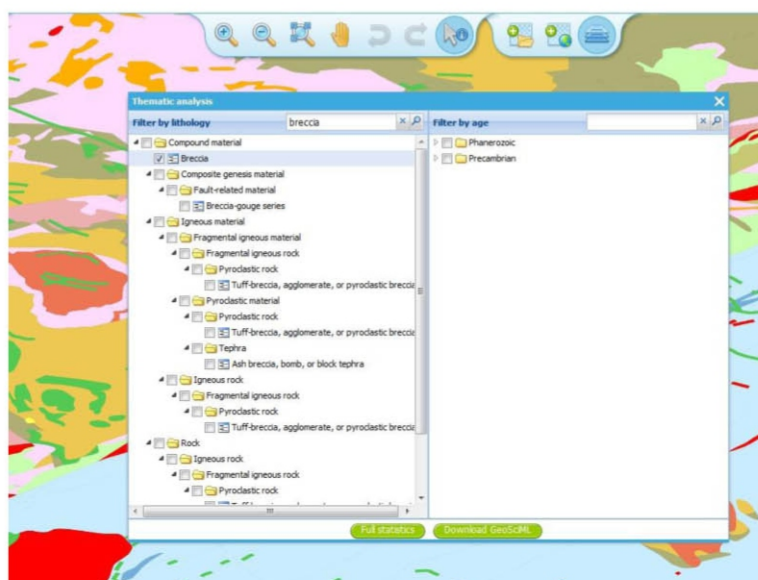 Thematic analysis
Filter by lithology
breccia
Filter by age
Compound material
Breccia
Composite genesis material
Fault-related material
Breccia-gouge series
Igneous material
Fragmental igneous material
Fragmental igneous rock
Pyroclastic rock
Tuff-breccia, agglomerate, or pyroclastic breccia
Pyroclastic material
Pyroclastic rock
Tuff-breccia, agglomerate, or pyroclastic breccia
Tephra
Ash breccia, bomb, or block tephra
Igneous rock
Fragmental igneous rock
Pyroclastic rock
Tuff-breccia, agglomerate, or pyroclastic breccia
Rock
Igneous rock
Fragmental igneous rock
Pyroclastic rock
Phanerozoic
Precambrian
Full statistics
Download GeoSciML